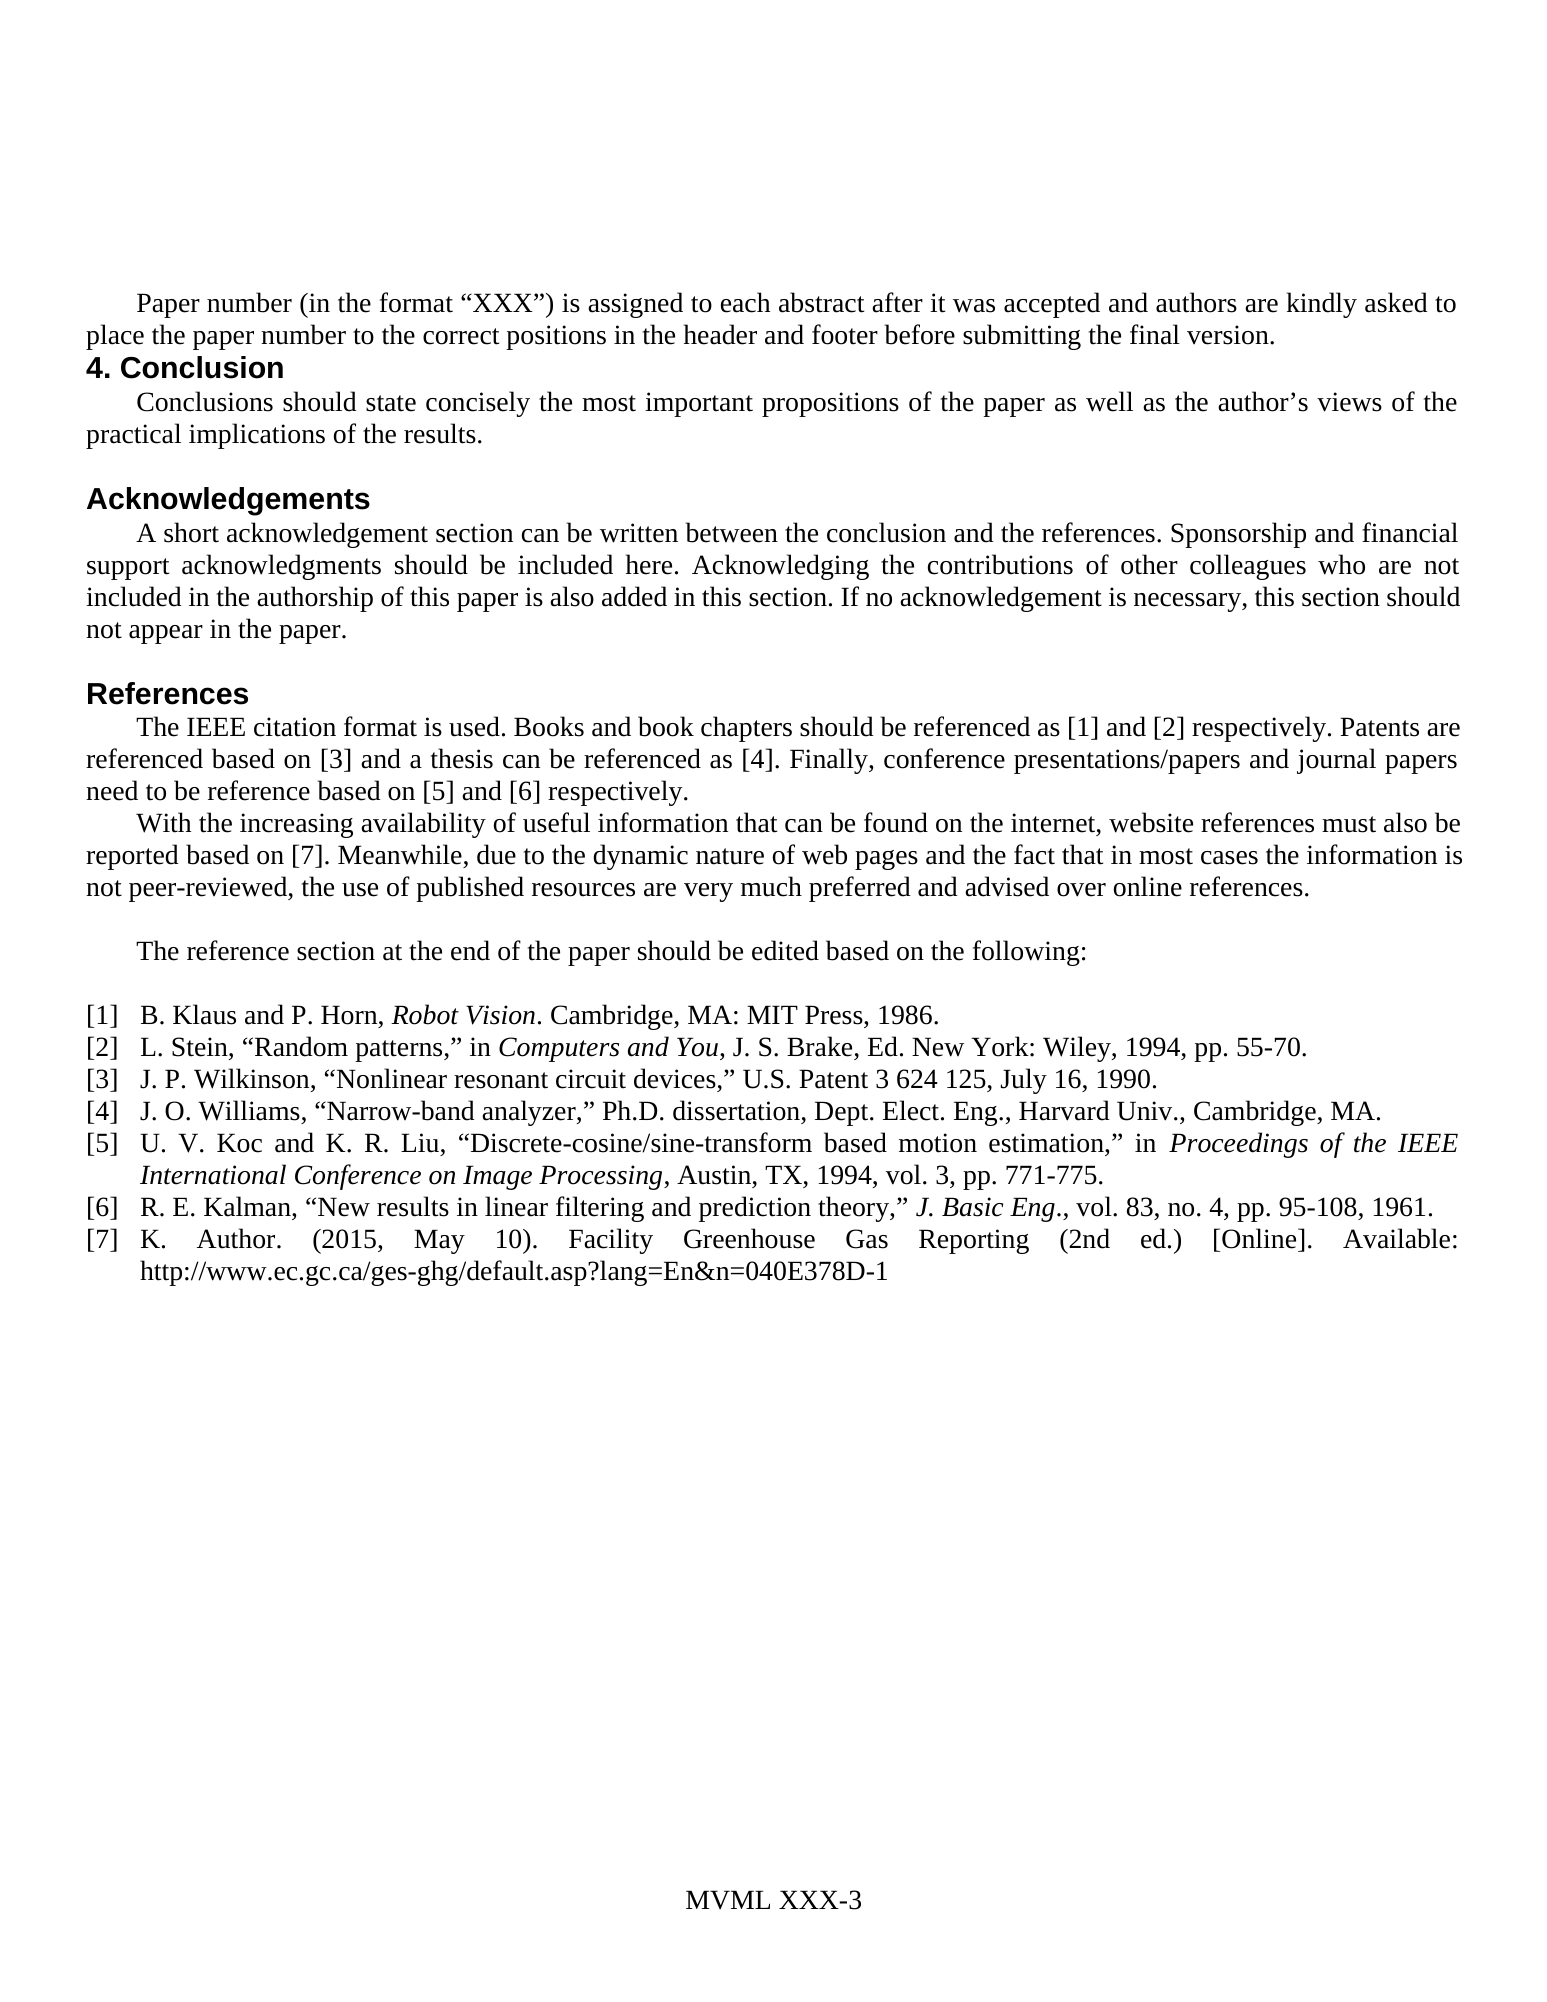 Paper number (in the format “XXX”) is assigned to each abstract after it was accepted and authors are kindly asked to
place the paper number to the correct positions in the header and footer before submitting the final version.
4. Conclusion
Conclusions should state concisely the most important propositions of the paper as well as the author’s views of the
practical implications of the results.
Acknowledgements
A short acknowledgement section can be written between the conclusion and the references. Sponsorship and financial
support acknowledgments should be included here. Acknowledging the contributions of other colleagues who are not
included in the authorship of this paper is also added in this section. If no acknowledgement is necessary, this section should
not appear in the paper.
References
The IEEE citation format is used. Books and book chapters should be referenced as [1] and [2] respectively. Patents are
referenced based on [3] and a thesis can be referenced as [4]. Finally, conference presentations/papers and journal papers
need to be reference based on [5] and [6] respectively.
With the increasing availability of useful information that can be found on the internet, website references must also be
reported based on [7]. Meanwhile, due to the dynamic nature of web pages and the fact that in most cases the information is
not peer-reviewed, the use of published resources are very much preferred and advised over online references.
The reference section at the end of the paper should be edited based on the following:
[1] B. Klaus and P. Horn, Robot Vision. Cambridge, MA: MIT Press, 1986.
[2] L. Stein, “Random patterns,” in Computers and You, J. S. Brake, Ed. New York: Wiley, 1994, pp. 55-70.
[3] J. P. Wilkinson, “Nonlinear resonant circuit devices,” U.S. Patent 3 624 125, July 16, 1990.
[4] J. O. Williams, “Narrow-band analyzer,” Ph.D. dissertation, Dept. Elect. Eng., Harvard Univ., Cambridge, MA.
[5] U. V. Koc and K. R. Liu, “Discrete-cosine/sine-transform based motion estimation,” in Proceedings of the IEEE
International Conference on Image Processing, Austin, TX, 1994, vol. 3, pp. 771-775.
[6] R. E. Kalman, “New results in linear filtering and prediction theory,” J. Basic Eng., vol. 83, no. 4, pp. 95-108, 1961.
[7] K. Author. (2015, May 10). Facility Greenhouse Gas Reporting (2nd ed.) [Online]. Available:
http://www.ec.gc.ca/ges-ghg/default.asp?lang=En&n=040E378D-1
MVML XXX-3